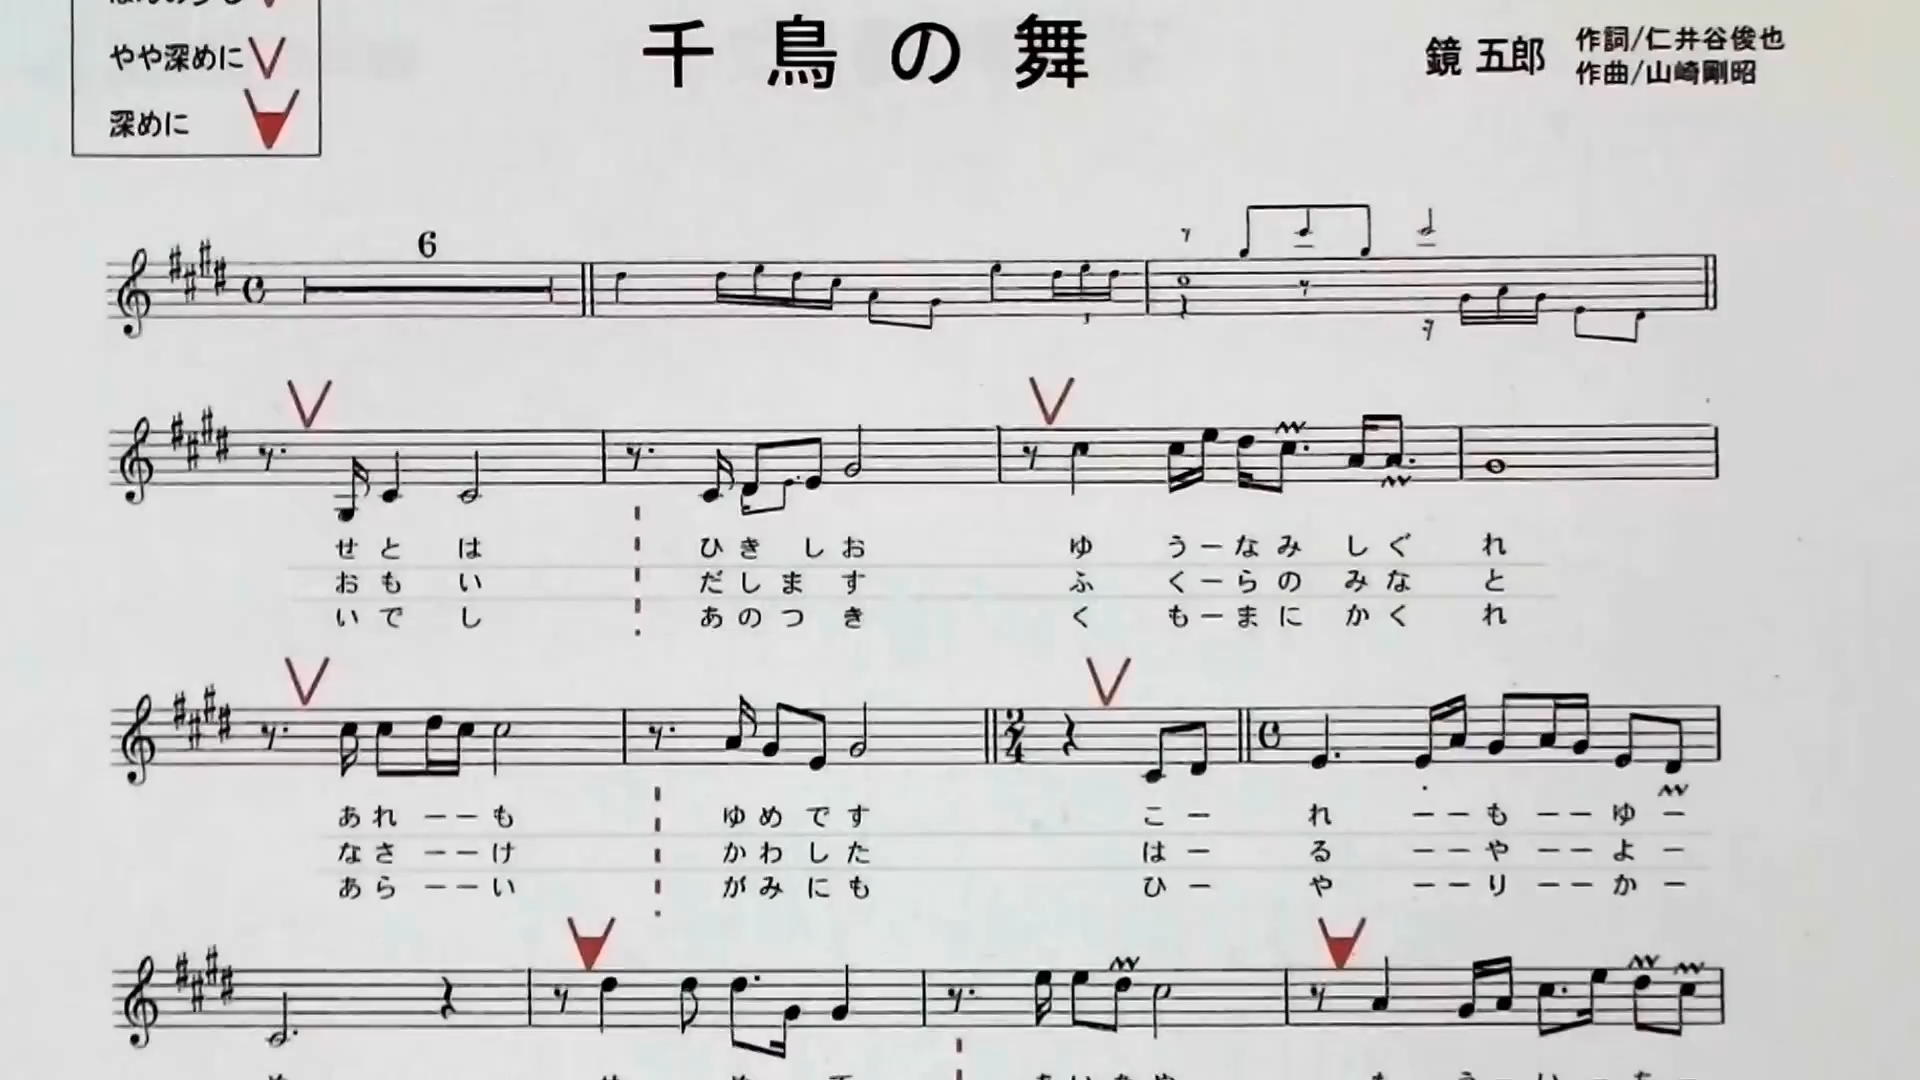 やや深めに
深めに
千鳥の舞
鏡 五郎
作詞/仁井谷俊也
作曲/山崎剛昭
6
せ と は ひ き し お ゆ う ー な み し ぐ れ
お も い だ し ま す ふ く ー ら の み な と
い で し あ の つ き く も ー ま に か く れ
2
4
あ れ ー ー も ゆ め で す こ ー れ ー ー も ー ー ゆ ー
な さ ー ー け か わ し た は ー る ー ー や ー ー よ ー
あ ら ー ー い が み に も ひ ー や ー ー り ー ー か ー